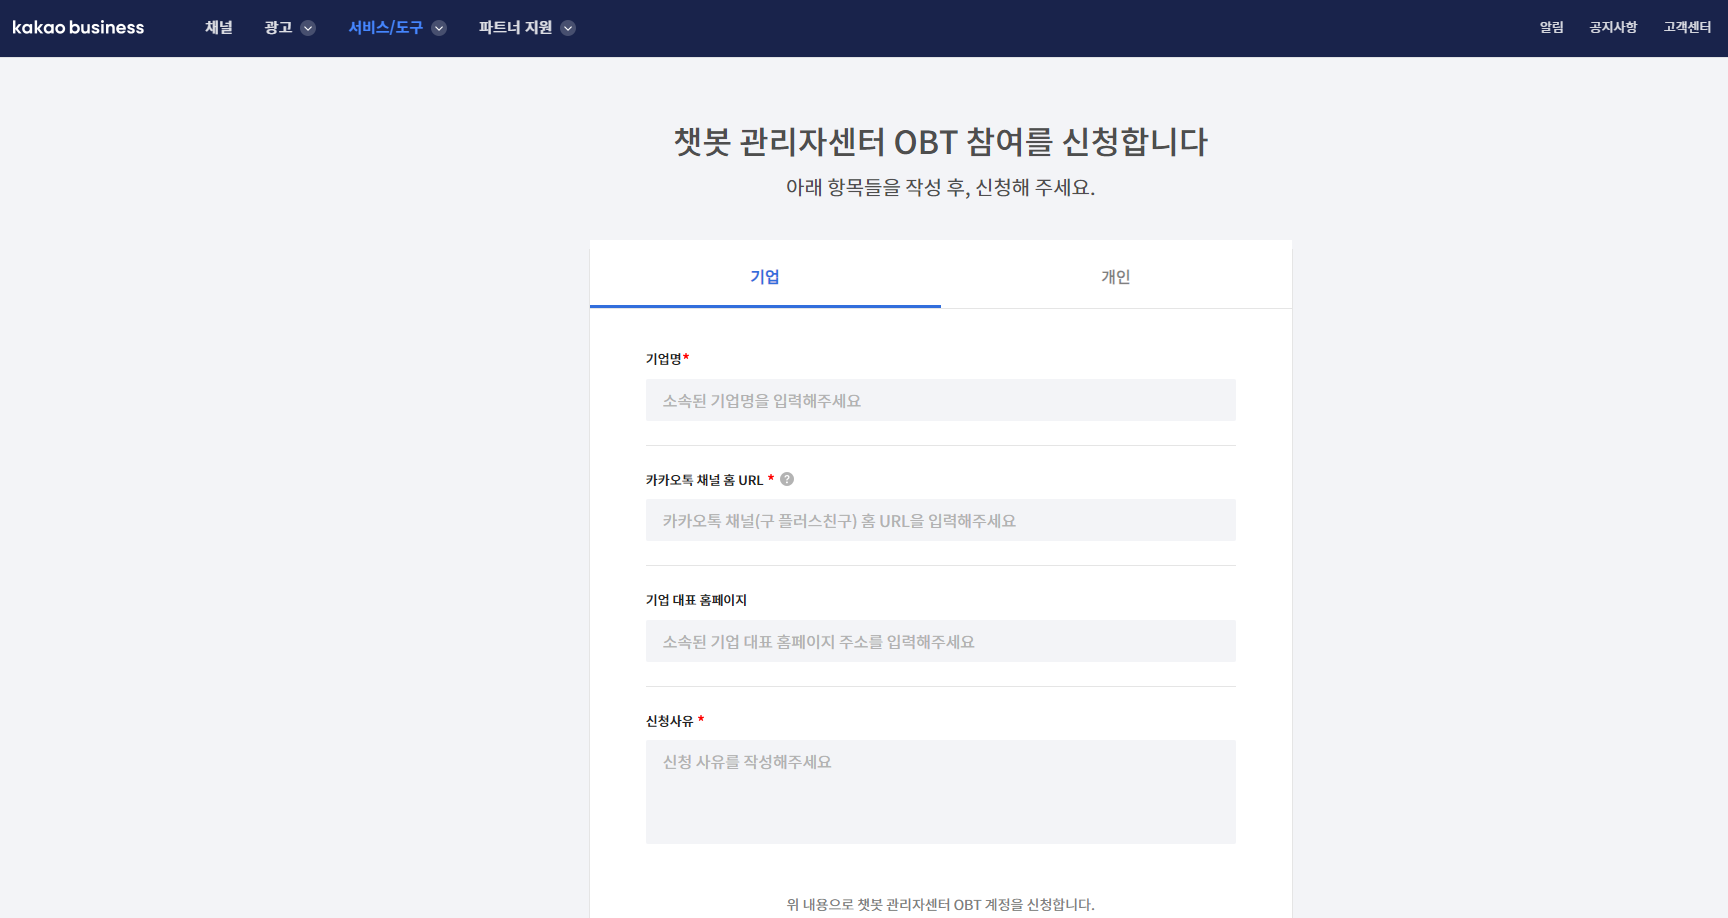 kakao business 채널 광고 서비스/도구 파트너 지원 알림 공지사항 고객센터
챗봇 관리자센터 OBT 참여를 신청합니다
아래 항목들을 작성 후, 신청해 주세요.
기업 개인
기업명*
소속된 기업명을 입력해주세요
카카오톡 채널 홈 URL * ?
카카오톡 채널(구 플러스친구) 홈 URL을 입력해주세요
기업 대표 홈페이지
소속된 기업 대표 홈페이지 주소를 입력해주세요
신청사유 *
신청 사유를 작성해주세요
위 내용으로 챗봇 관리자센터 OBT 계정을 신청합니다.